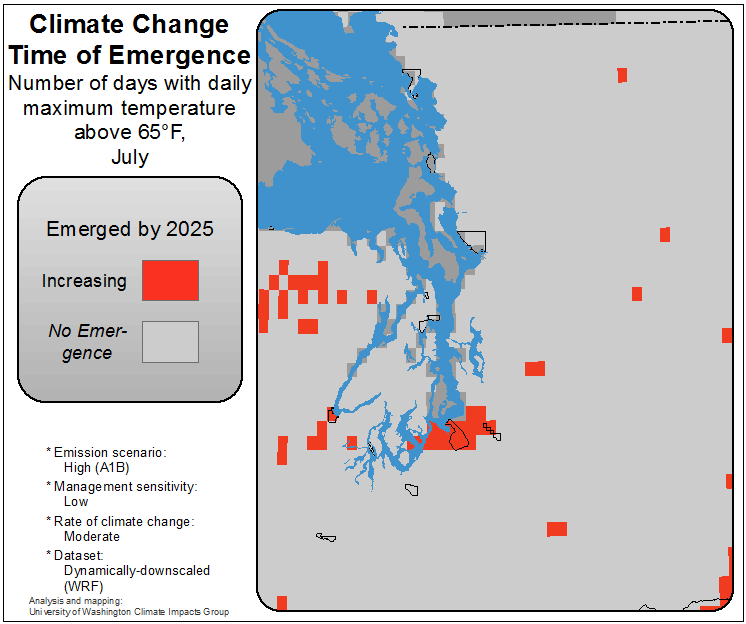 Climate Change
Time of Emergence
Number of days with daily
maximum temperature
above 65°F,
July
Emerged by 2025
Increasing
No Emer-
gence
* Emission scenario:
High (A1B)
* Management sensitivity:
Low
* Rate of climate change:
Moderate
* Dataset:
Dynamically-downscaled
(WRF)
Analysis and mapping:
University of Washington Climate Impacts Group